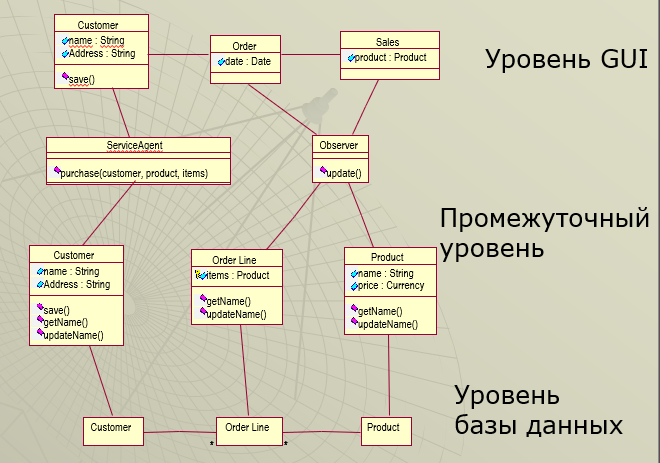 Customer
name : String
Address : String
save()
Order
date : Date
Sales
product : Product
Уровень GUI
ServiceAgent
purchase(customer, product, items)
Observer
update()
Промежуточный
уровень
Customer
name : String
Address : String
save()
getName()
updateName()
Order Line
items : Product
getName()
updateName()
Product
name : String
price : Currency
getName()
updateName()
Уровень
базы данных
Customer
Order Line
Product
*
*